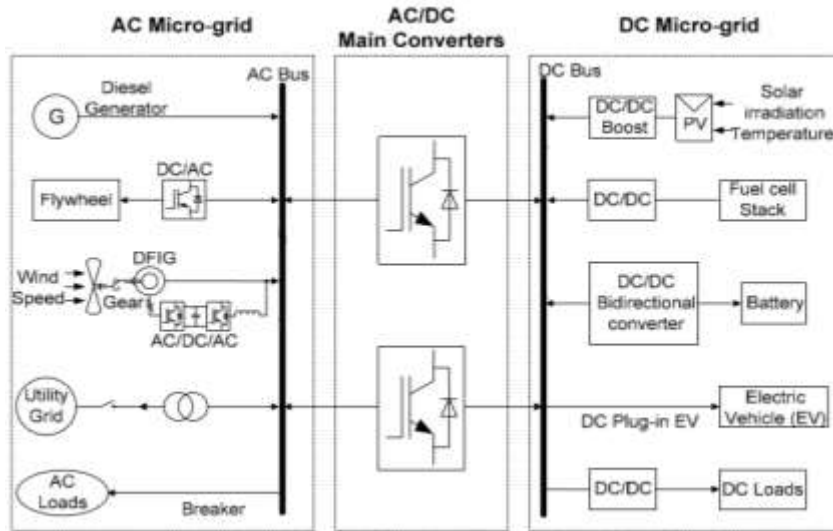 AC Micro-grid
AC/DC
Main Converters
DC Micro-grid
Diesel
Generator
G
AC Bus
DC/AC
Flywheel
DFIG
Wind
Speed
Gear
AC/DC/AC
Utility
Grid
AC
Loads
Breaker
DC Bus
DC/DC
Boost
PV
Solar
irradiation
Temperature
DC/DC
Fuel cell
Stack
DC/DC
Bidirectional
converter
Battery
DC Plug-in EV
Electric
Vehicle (EV)
DC/DC
DC Loads